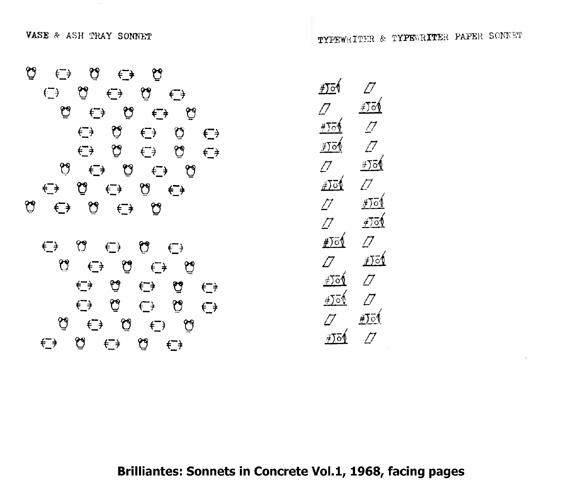 VASE & ASH TRAY SONNET
TYPEWRITER & TYPEWRITER PAPER SONNET
Brilliantes: Sonnets in Concrete Vol.1, 1968, facing pages